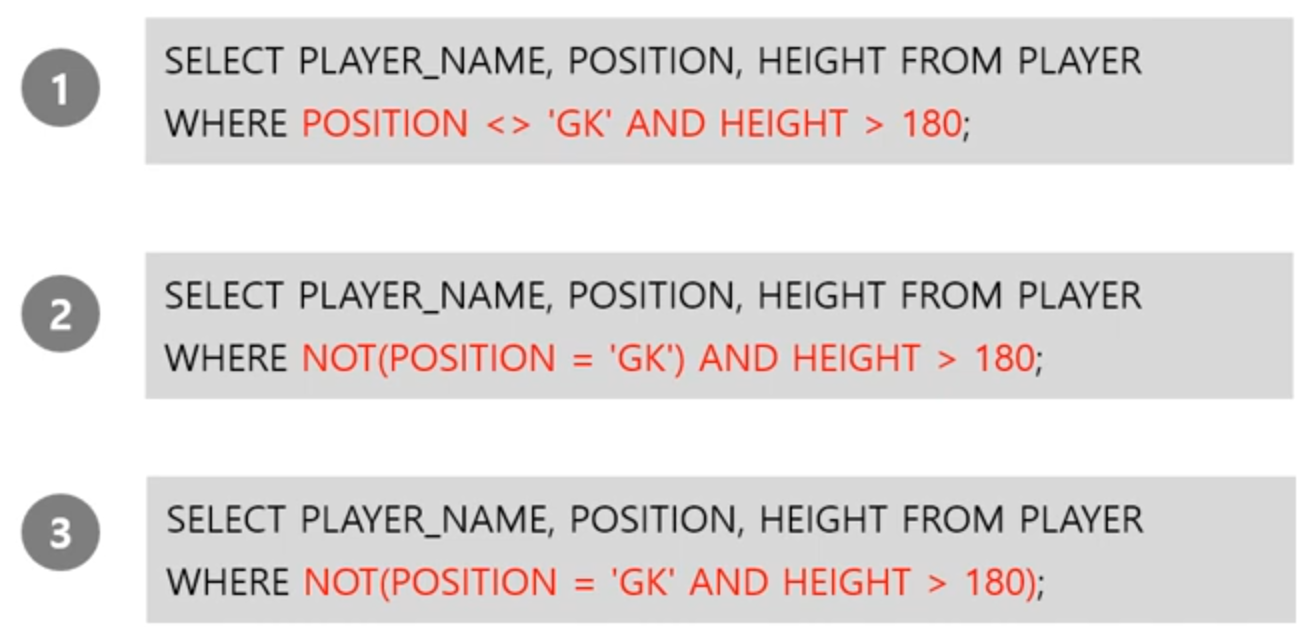 1
SELECT PLAYER_NAME, POSITION, HEIGHT FROM PLAYER
WHERE POSITION <> 'GK' AND HEIGHT > 180;
2
SELECT PLAYER_NAME, POSITION, HEIGHT FROM PLAYER
WHERE NOT(POSITION = 'GK') AND HEIGHT > 180;
3
SELECT PLAYER_NAME, POSITION, HEIGHT FROM PLAYER
WHERE NOT(POSITION = 'GK' AND HEIGHT > 180);